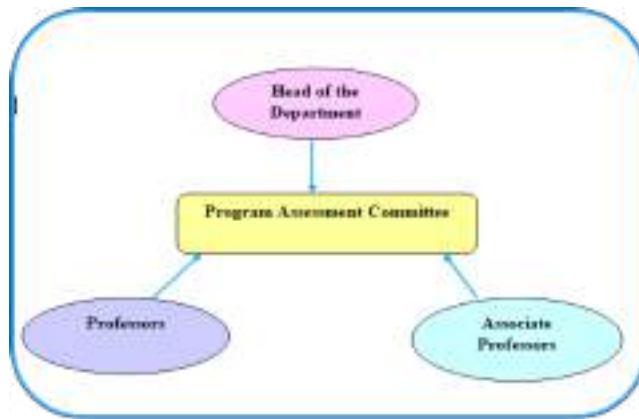 Head of the
Department
Program Assessment Committee
Professors
Associate
Professors